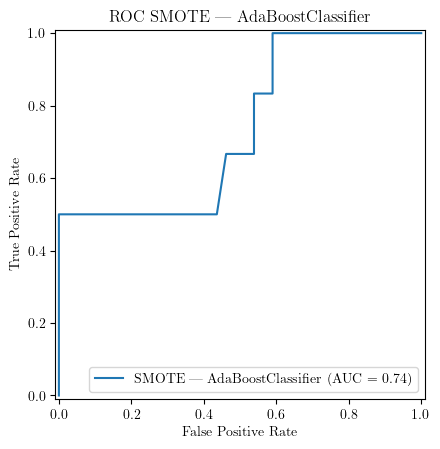 ROC SMOTE — AdaBoostClassifier
1.0
0.8
0.6
0.4
0.2
0.0
True Positive Rate
SMOTE — AdaBoostClassifier (AUC = 0.74)
0.0 0.2 0.4 0.6 0.8 1.0
False Positive Rate